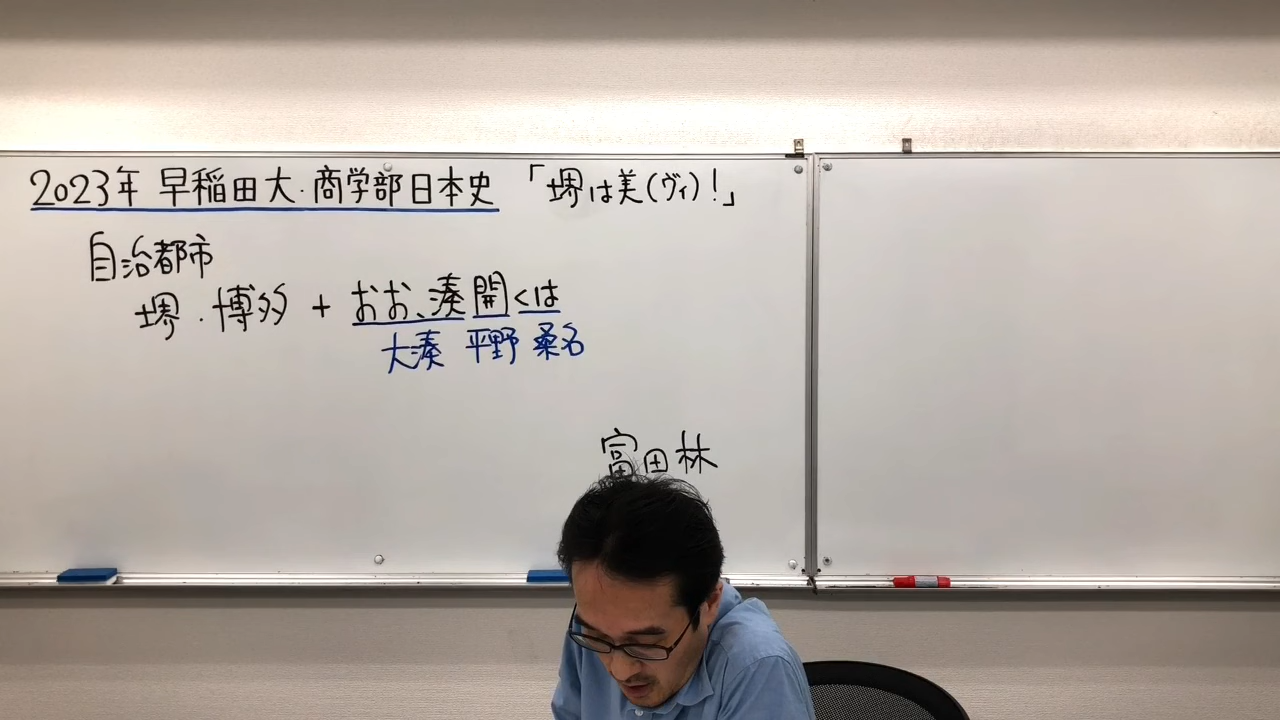 2023年 早稲田大・商学部日本史 「堺は美(ヴィ)!」
自治都市
堺・博多 + おお、湊開くは
大湊 平野 桑名
富田林